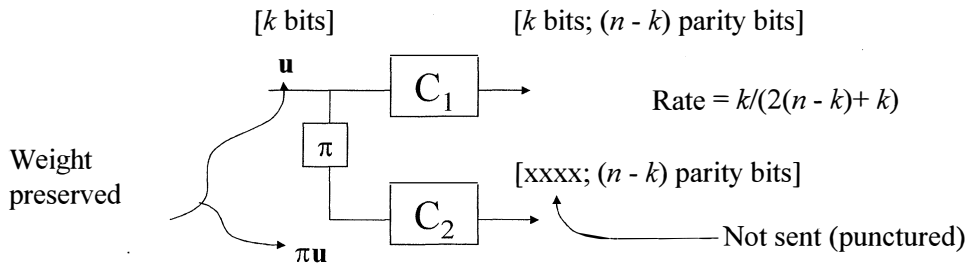 [k bits]
[k bits; (n - k) parity bits]
u
C1
Rate = k/(2(n - k)+ k)
π
Weight
preserved
[xxxx; (n - k) parity bits]
C2
Not sent (punctured)
πu